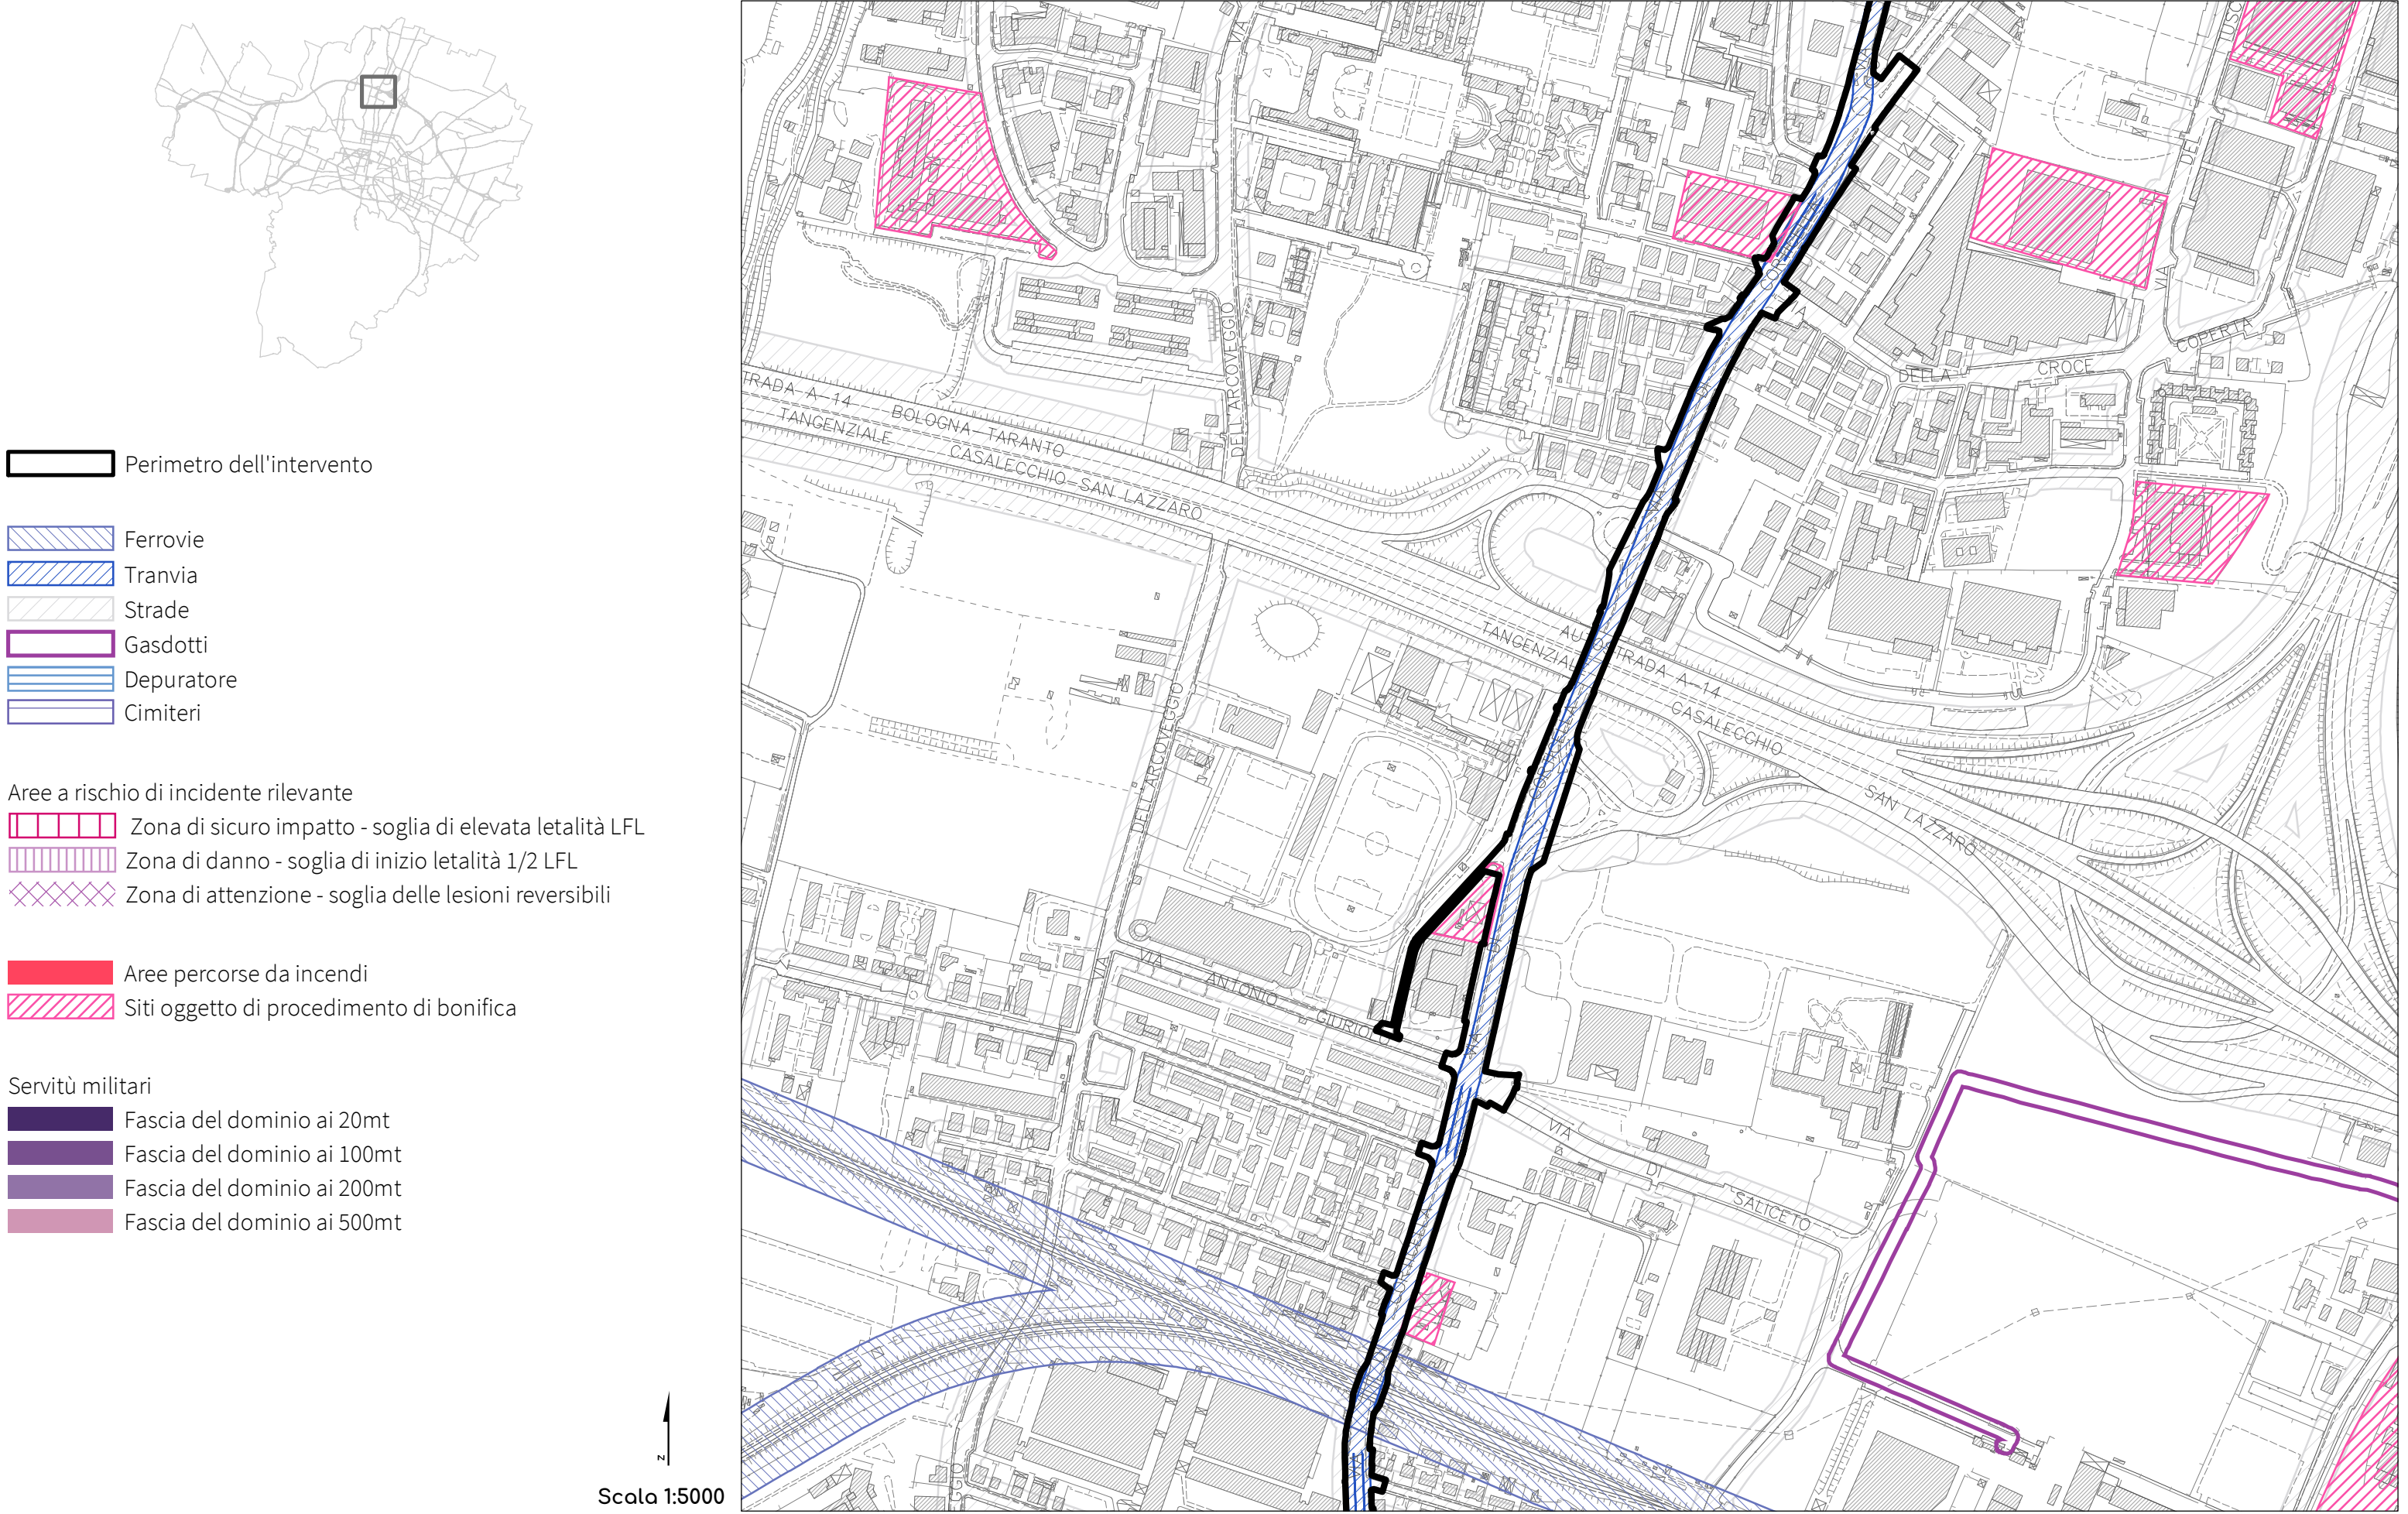 Perimetro dell'intervento
Ferrovie
Tranvia
Strade
Gasdotti
Depuratore
Cimiteri
Aree a rischio di incidente rilevante
Zona di sicuro impatto - soglia di elevata letalità LFL
Zona di danno - soglia di inizio letalità 1/2 LFL
Zona di attenzione - soglia delle lesioni reversibili
Aree percorse da incendi
Siti oggetto di procedimento di bonifica
Servitù militari
Fascia del dominio ai 20mt
Fascia del dominio ai 100mt
Fascia del dominio ai 200mt
Fascia del dominio ai 500mt
N
Scala 1:5000
VIA
DELL'ARCOVEGGIO
TRADA A-14 BOLOGNA-TARANTO
TANGENZIALE CASALECCHIO-SAN LAZZARO
VIA DELLA CROCE COPERTA
VIA DEL
AUTOSTRADA A-14
TANGENZIALE CASALECCHIO SAN LAZZARO
VIA DELL'ARCOVEGGIO
VIA ANTONIO GIURIOLO
VIA DI SALICETO
GGIO